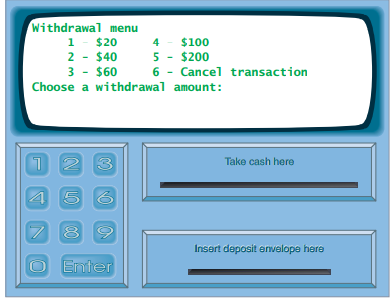 Withdrawal menu
1 - $20 4 - $100
2 - $40 5 - $200
3 - $60 6 - Cancel transaction
Choose a withdrawal amount:
1 2 3
Take cash here
4 5 6
7 8 9
Insert deposit envelope here
0 Enter